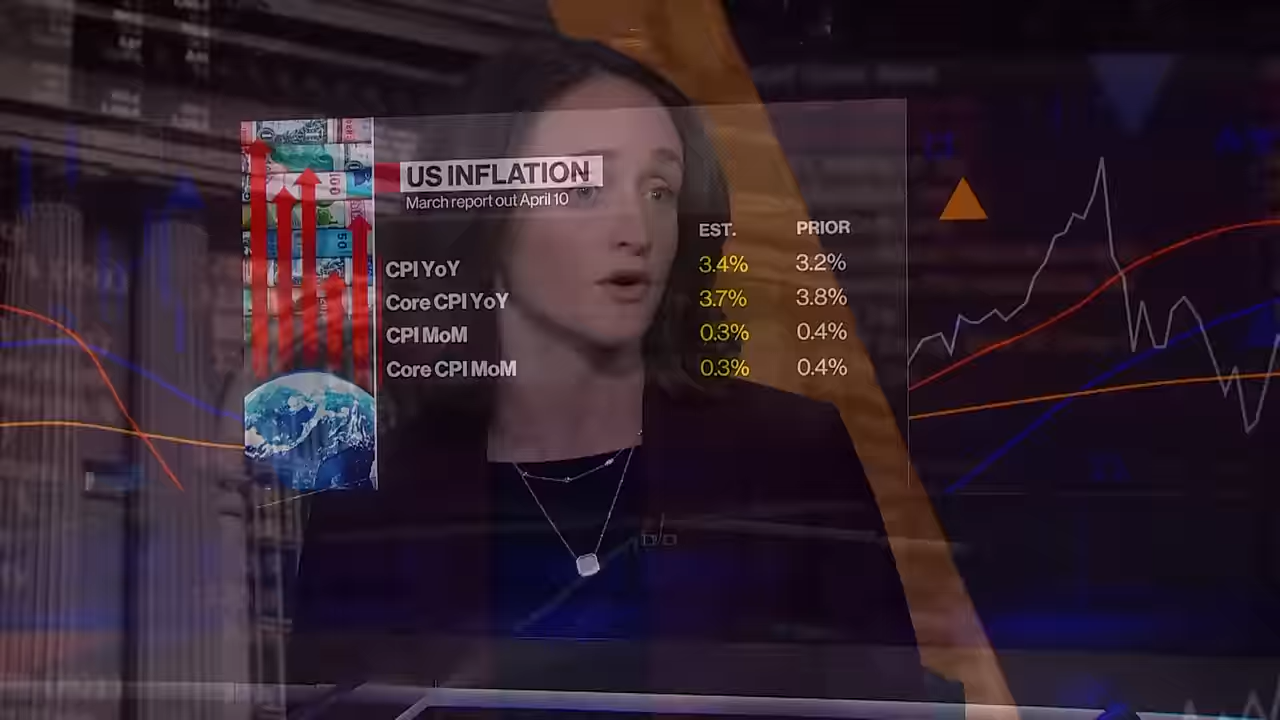 US INFLATION
March report out April 10
EST. PRIOR
CPI YoY 3.4% 3.2%
Core CPI YoY 3.7% 3.8%
CPI MoM 0.3% 0.4%
Core CPI MoM 0.3% 0.4%